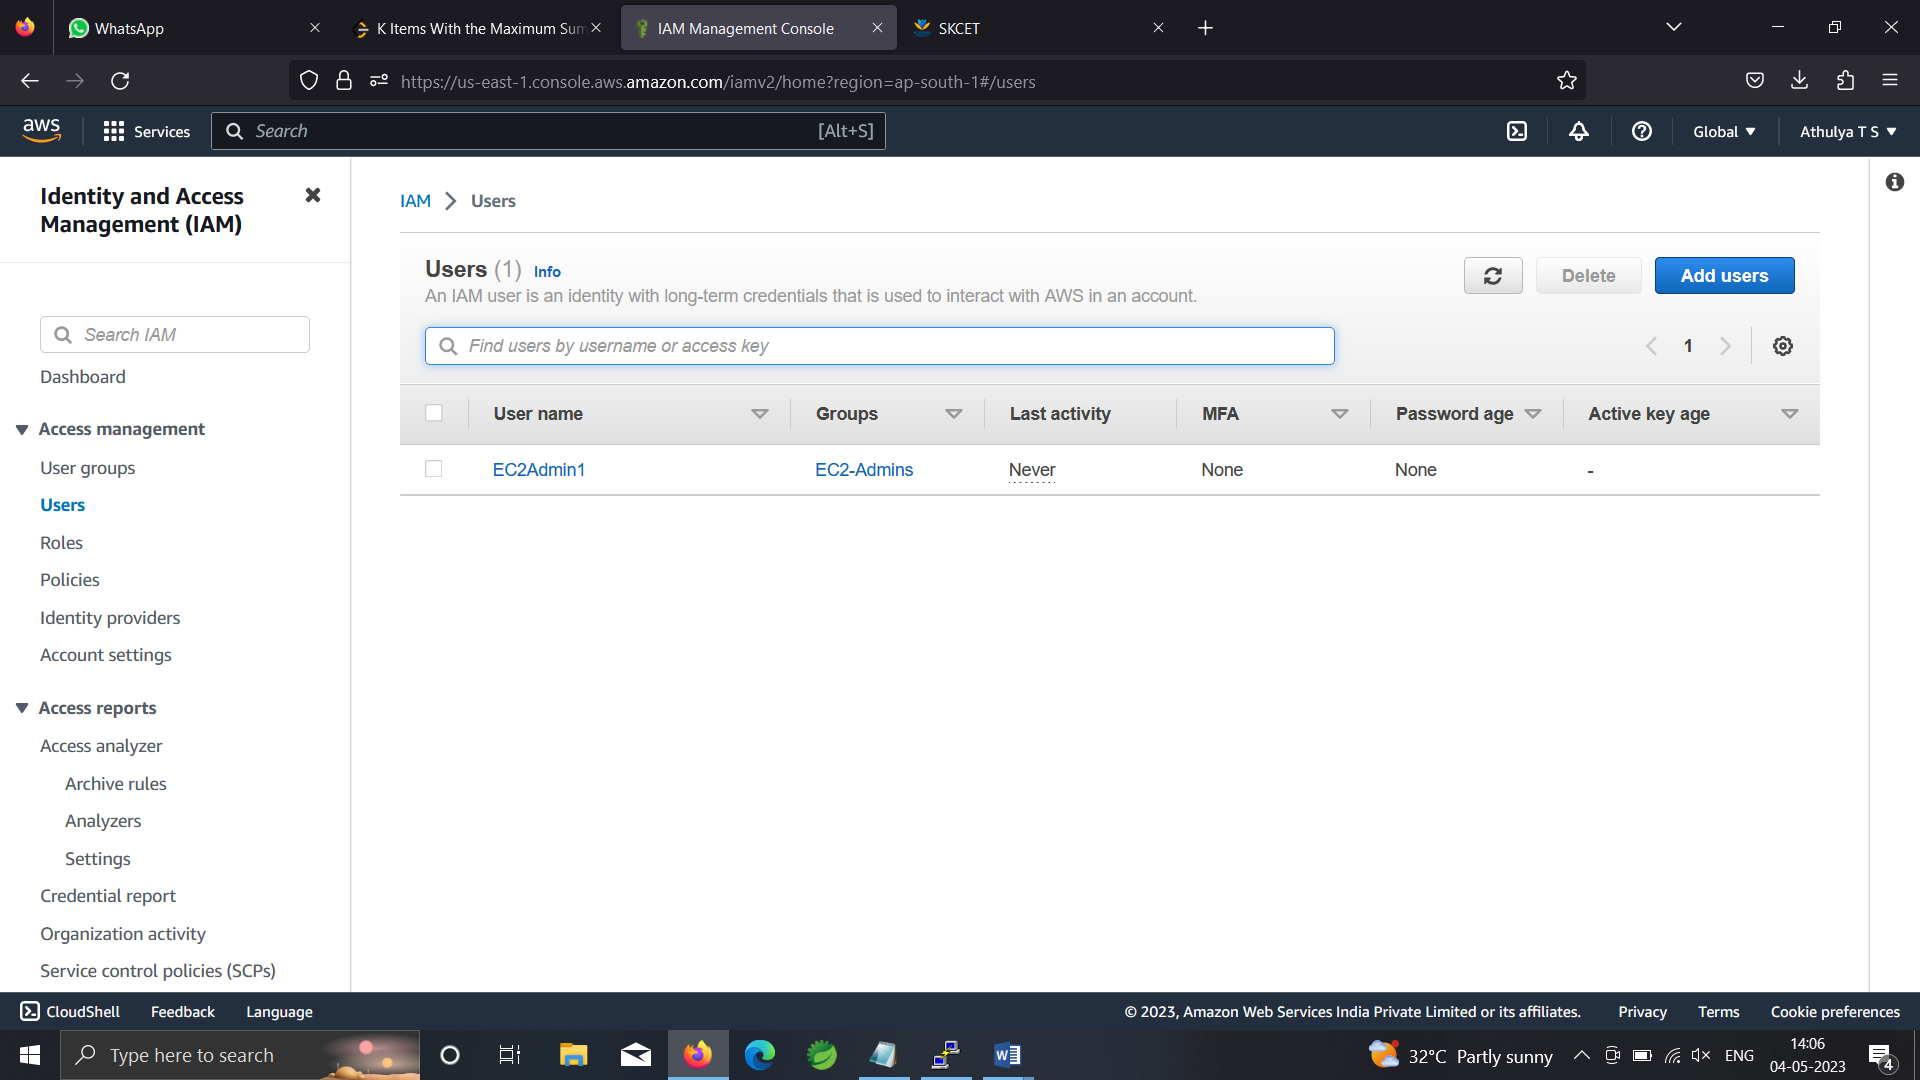 WhatsApp
K Items With the Maximum Sum
IAM Management Console
SKCET
https://us-east-1.console.aws.amazon.com/iamv2/home?region=ap-south-1#/users
aws
Services
Search
[Alt+S]
Global
Athulya T S
Identity and Access
Management (IAM)
Search IAM
Dashboard
Access management
User groups
Users
Roles
Policies
Identity providers
Account settings
Access reports
Access analyzer
Archive rules
Analyzers
Settings
Credential report
Organization activity
Service control policies (SCPs)
IAM
Users
Users (1) Info
An IAM user is an identity with long-term credentials that is used to interact with AWS in an account.
Delete
Add users
Find users by username or access key
1
User name Groups Last activity MFA Password age Active key age
EC2Admin1 EC2-Admins Never None None -
CloudShell Feedback Language
© 2023, Amazon Web Services India Private Limited or its affiliates. Privacy Terms Cookie preferences
Type here to search
32°C Partly sunny
ENG
14:06
04-05-2023
4